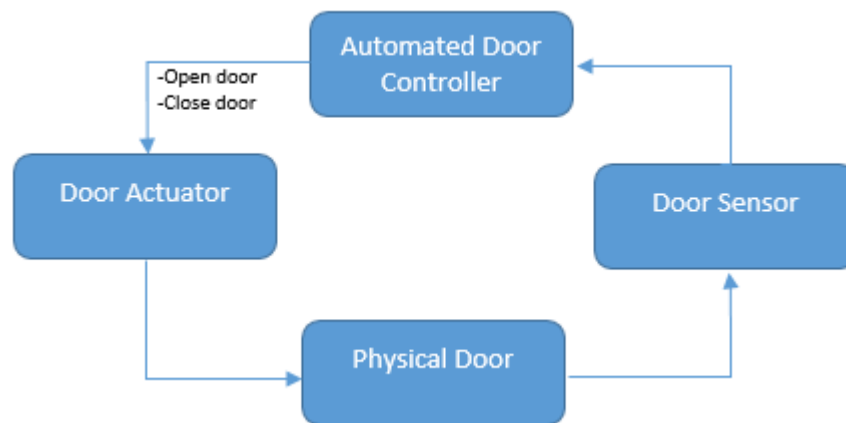 Automated Door
Controller
-Open door
-Close door
Door Actuator
Door Sensor
Physical Door